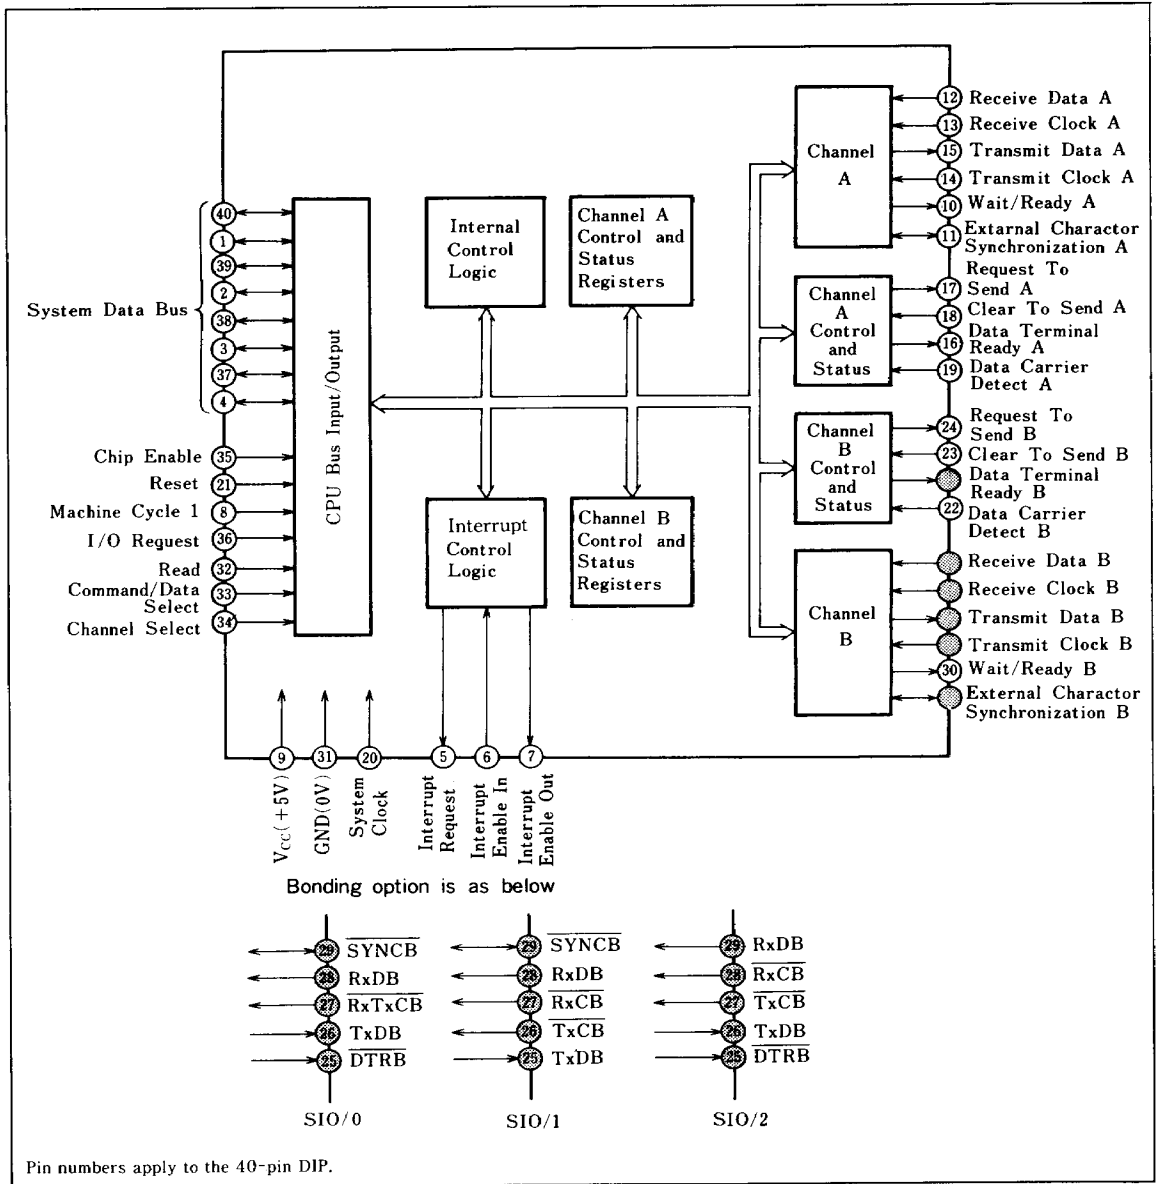 System Data Bus
40
1
39
2
38
3
37
4
Chip Enable
35
Reset
21
Machine Cycle 1
8
I/O Request
36
Read
32
Command/Data
Select
33
Channel Select
34
CPU Bus Input/Output
Internal
Control
Logic
Channel A
Control and
Status
Registers
Interrupt
Control
Logic
Channel B
Control and
Status
Registers
Channel
A
Channel
A
Control
and
Status
Channel
B
Control
and
Status
Channel
B
12 Receive Data A
13 Receive Clock A
15 Transmit Data A
14 Transmit Clock A
10 Wait/Ready A
11 Extarnal Charactor
Synchronization A
Request To
17 Send A
18 Clear To Send A
Data Terminal
16 Ready A
19 Data Carrier
Detect A
24 Request To
Send B
23 Clear To Send B
Data Terminal
Ready B
22 Data Carrier
Detect B
Receive Data B
Receive Clock B
Transmit Data B
Transmit Clock B
30 Wait/Ready B
External Charactor
Synchronization B
9
31
20
5
6
7
VCC(+5V)
GND(0V)
System
Clock
Interrupt
Request
Interrupt
Enable In
Interrupt
Enable Out
Bonding option is as below
29 SYNCB
28 RxDB
27 RxTxCB
26 TxDB
25 DTRB
SIO/0
29 SYNCB
28 RxDB
27 RxCB
26 TxCB
25 TxDB
SIO/1
29 RxDB
28 RxCB
27 TxCB
26 TxDB
25 DTRB
SIO/2
Pin numbers apply to the 40-pin DIP.